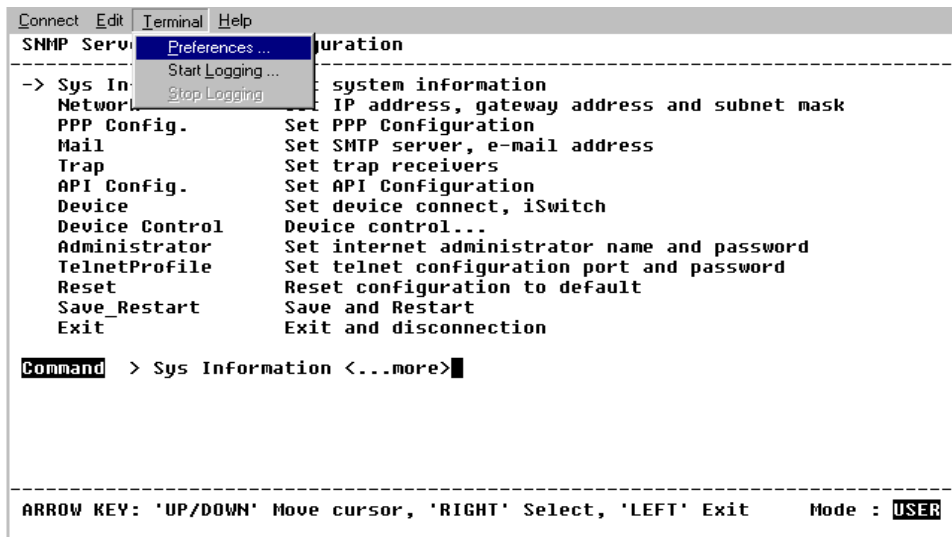 Connect Edit Terminal Help
SNMP Serv uration
Preferences ...
Start Logging ...
Stop Logging
-> Sys In t system information
Network Set IP address, gateway address and subnet mask
PPP Config. Set PPP Configuration
Mail Set SMTP server, e-mail address
Trap Set trap receivers
API Config. Set API Configuration
Device Set device connect, iSwitch
Device Control Device control...
Administrator Set internet administrator name and password
TelnetProfile Set telnet configuration port and password
Reset Reset configuration to default
Save_Restart Save and Restart
Exit Exit and disconnection
Command > Sys Information <...more>
ARROW KEY: 'UP/DOWN' Move cursor, 'RIGHT' Select, 'LEFT' Exit Mode : USER